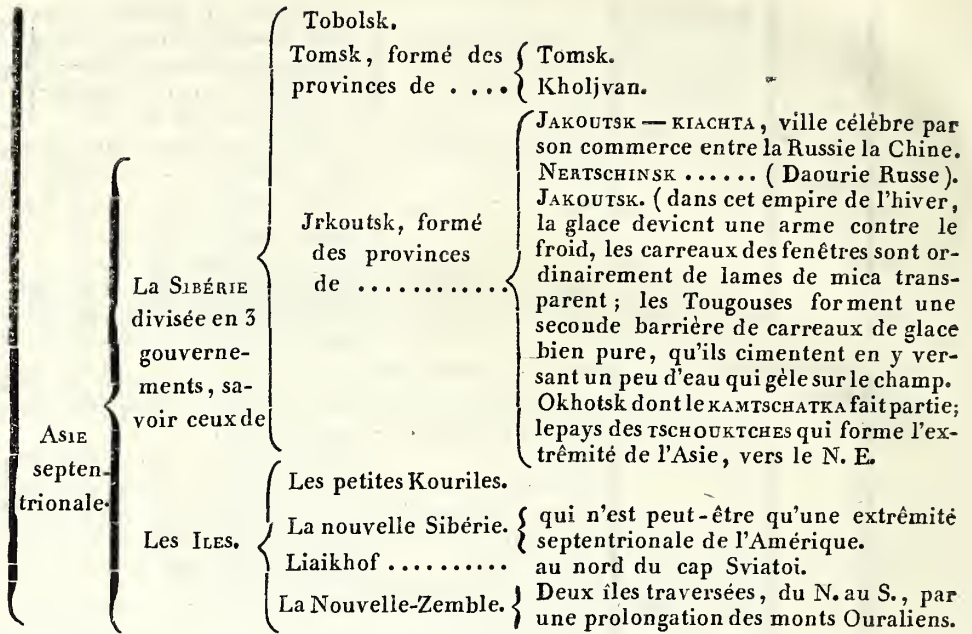 Asie
septen-
trionale.
La Sibérie
divisée en 3
gouverne-
ments, sa-
voir ceux de
Tobolsk.
Tomsk, formé des
provinces de . . . .
Tomsk.
Kholjvan.
Jrkoutsk, formé
des provinces
de ............
Jakoutsk — kiachta, ville célèbre par
son commerce entre la Russie la Chine.
Nertschinsk ...... ( Daourie Russe ).
Jakoutsk. ( dans cet empire de l'hiver,
la glace devient une arme contre le
froid, les carreaux des fenêtres sont or-
dinairement de lames de mica trans-
parent ; les Tougouses forment une
seconde barrière de carreaux de glace
bien pure, qu'ils cimentent en y ver-
sant un peu d'eau qui gèle sur le champ.
Okhotsk dont le kamtschatka fait partie;
le pays des tschouktches qui forme l'ex-
trêmité de l'Asie, vers le N. E.
Les Iles.
Les petites Kouriles.
La nouvelle Sibérie.
qui n'est peut-être qu'une extrêmité
septentrionale de l'Amérique.
Liaikhof ..........
au nord du cap Sviatoi.
La Nouvelle-Zemble.
Deux îles traversées, du N. au S., par
une prolongation des monts Ouraliens.